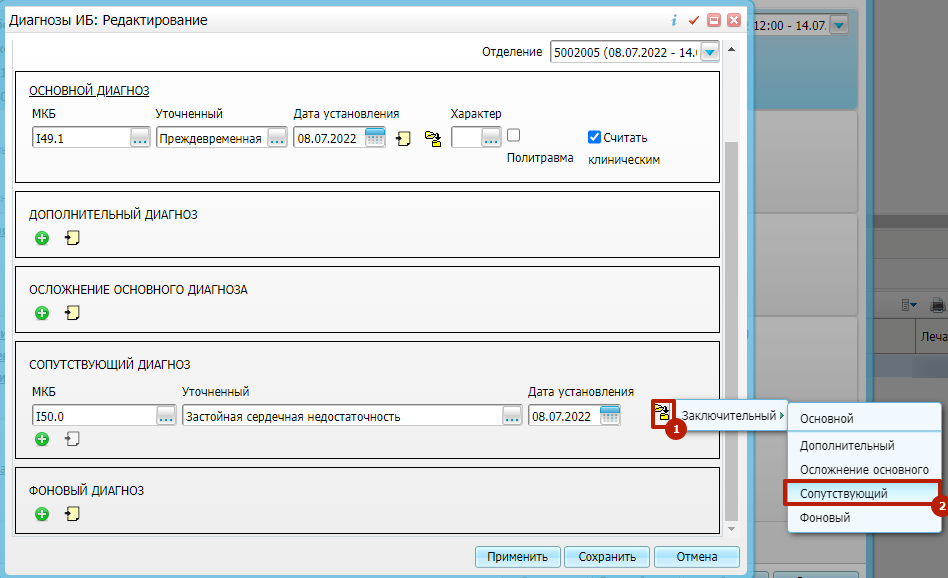 Диагнозы ИБ: Редактирование
12:00 - 14.07.
Отделение 5002005 (08.07.2022 - 14.0
ОСНОВНОЙ ДИАГНОЗ
МКБ Уточненный Дата установления Характер
I49.1 ... Преждевременная ... 08.07.2022 ... Политравма Считать клиническим
ДОПОЛНИТЕЛЬНЫЙ ДИАГНОЗ
ОСЛОЖНЕНИЕ ОСНОВНОГО ДИАГНОЗА
Леча
СОПУТСТВУЮЩИЙ ДИАГНОЗ
МКБ Уточненный Дата установления
I50.0 ... Застойная сердечная недостаточность ... 08.07.2022
1
Заключительный
Основной
Дополнительный
Осложнение основного
Сопутствующий
2
Фоновый
ФОНОВЫЙ ДИАГНОЗ
Применить Сохранить Отмена